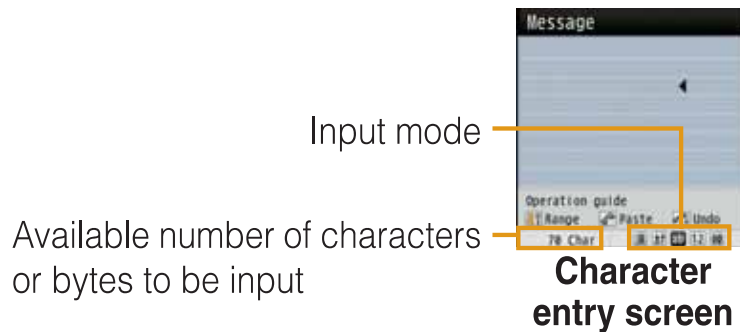 Message
Input mode
Operation guide
Range Paste Undo
Available number of characters
or bytes to be input
70 Char 12
Character
entry screen